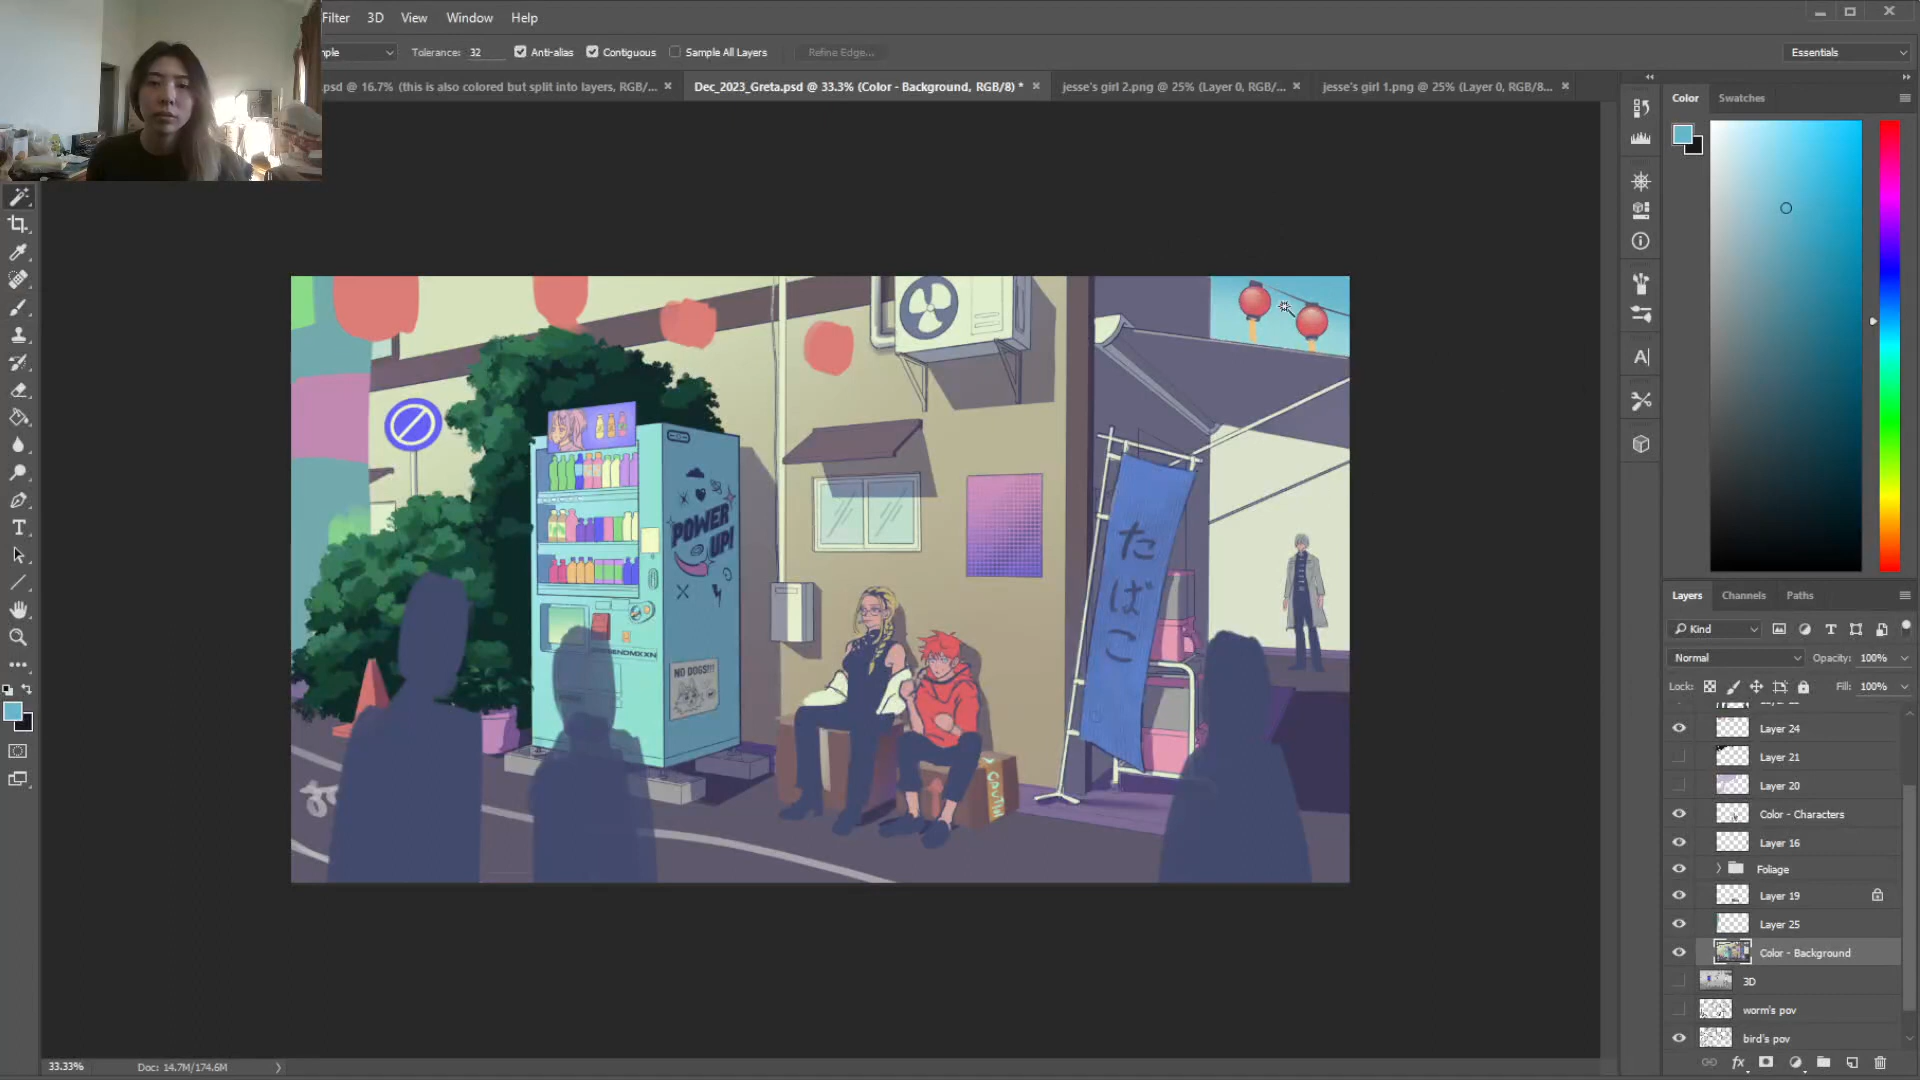 Filter 3D View Window Help
Tolerance: 32 Anti-alias Contiguous Sample All Layers Refine Edge... Essentials
.psd @ 16.7% (this is also colored but split into layers, RGB/... × Dec_2023_Greta.psd @ 33.3% (Color - Background, RGB/8) * × jesse's girl 2.png @ 25% (Layer 0, RGB/... × jesse's girl 1.png @ 25% (Layer 0, RGB/8... ×
Color Swatches
POWER
UP!
NO DOGS!!!
たばこ
CAUTION
Layers Channels Paths
Kind
Normal Opacity: 100%
Lock: Fill: 100%
Layer 24
Layer 21
Layer 20
Color - Characters
Layer 16
Foliage
Layer 19
Layer 25
Color - Background
3D
worm's pov
bird's pov
33.33% Doc: 14.7M/174.6M